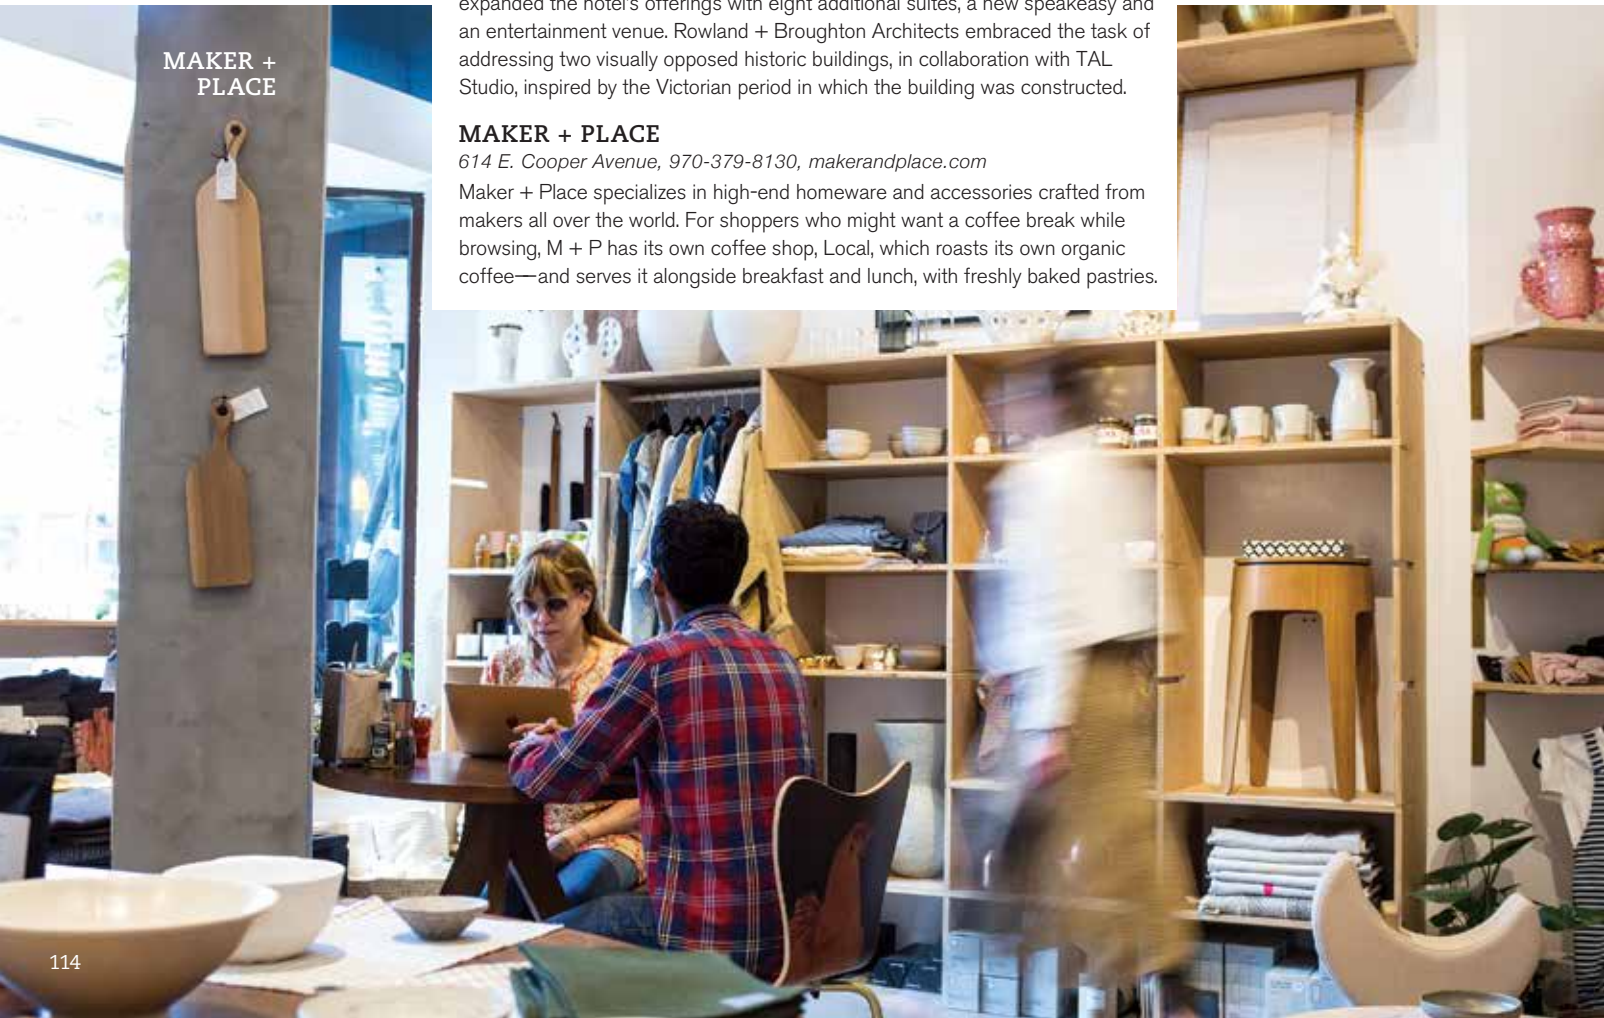 MAKER +
PLACE
expanded the hotel's offerings with eight additional suites, a new speakeasy and
an entertainment venue. Rowland + Broughton Architects embraced the task of
addressing two visually opposed historic buildings, in collaboration with TAL
Studio, inspired by the Victorian period in which the building was constructed.
MAKER + PLACE
614 E. Cooper Avenue, 970-379-8130, makerandplace.com
Maker + Place specializes in high-end homeware and accessories crafted from
makers all over the world. For shoppers who might want a coffee break while
browsing, M + P has its own coffee shop, Local, which roasts its own organic
coffee—and serves it alongside breakfast and lunch, with freshly baked pastries.
114